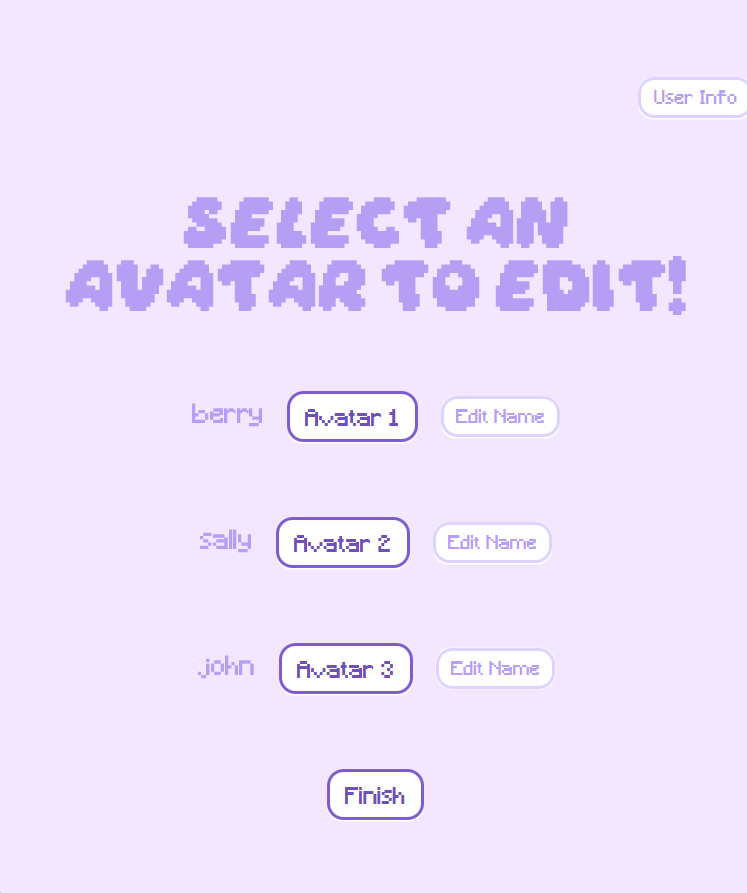 User Info
SELECT AN
AVATAR TO EDIT!
berry Avatar 1 Edit Name
sally Avatar 2 Edit Name
john Avatar 3 Edit Name
Finish